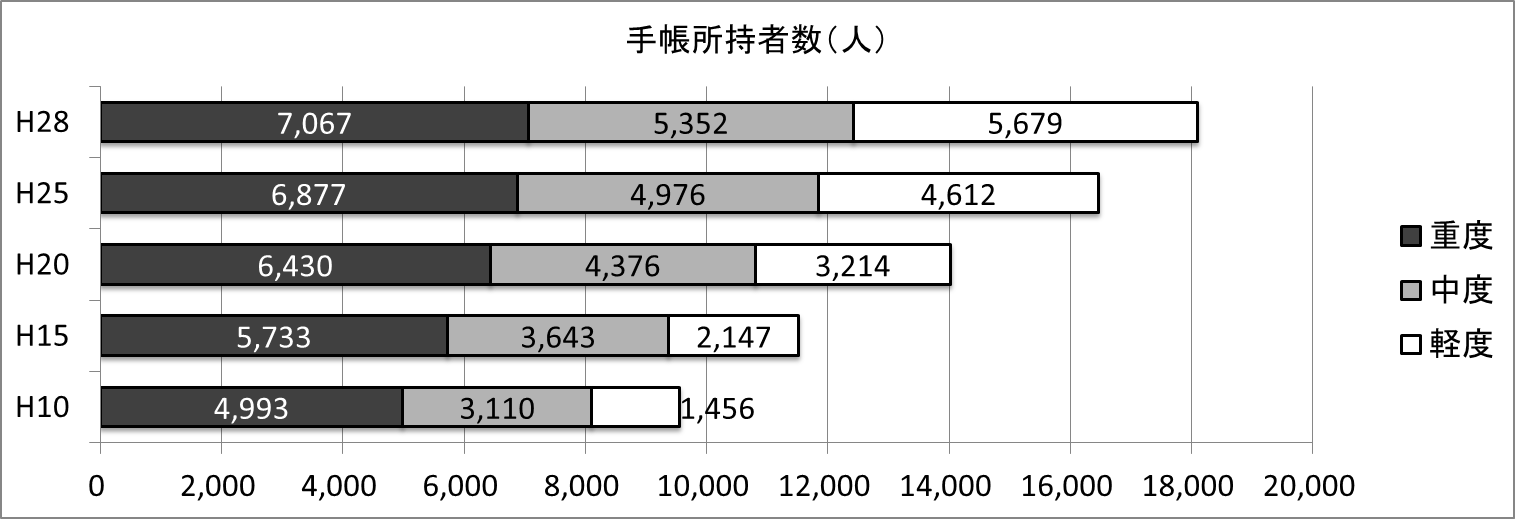 手帳所持者数（人）
H28 7,067 5,352 5,679
H25 6,877 4,976 4,612
H20 6,430 4,376 3,214
H15 5,733 3,643 2,147
H10 4,993 3,110 1,456
0 2,000 4,000 6,000 8,000 10,000 12,000 14,000 16,000 18,000 20,000
重度
中度
軽度